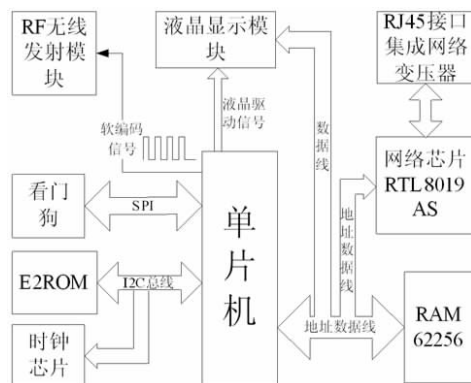 RF无线
发射模
块
液晶显示模
块
RJ45接口
集成网络
变压器
软编码
信号
液晶驱
动信号
数据线
网络芯片
RTL8019
AS
看门
狗
SPI
单片机
地址数据线
E2ROM
I2C总线
地址数据线
RAM
62256
时钟
芯片